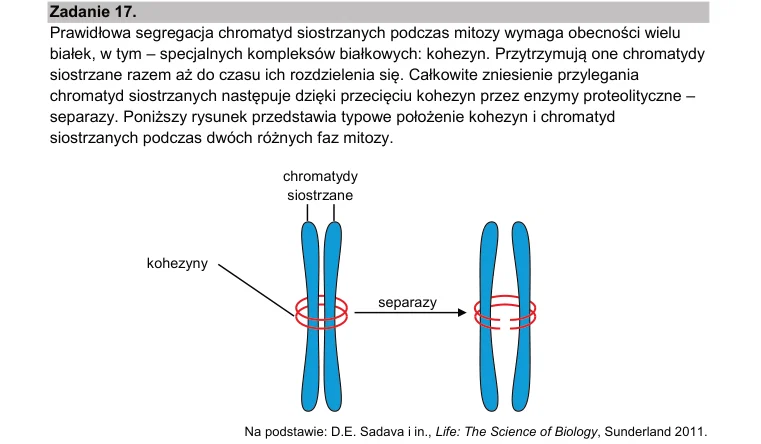 Zadanie 17.
Prawidłowa segregacja chromatyd siostrzanych podczas mitozy wymaga obecności wielu
białek, w tym – specjalnych kompleksów białkowych: kohezyn. Przytrzymują one chromatydy
siostrzane razem aż do czasu ich rozdzielenia się. Całkowite zniesienie przylegania
chromatyd siostrzanych następuje dzięki przecięciu kohezyn przez enzymy proteolityczne –
separazy. Poniższy rysunek przedstawia typowe położenie kohezyn i chromatyd
siostrzanych podczas dwóch różnych faz mitozy.
chromatydy
siostrzane
kohezyny
separazy
Na podstawie: D.E. Sadava i in., Life: The Science of Biology, Sunderland 2011.